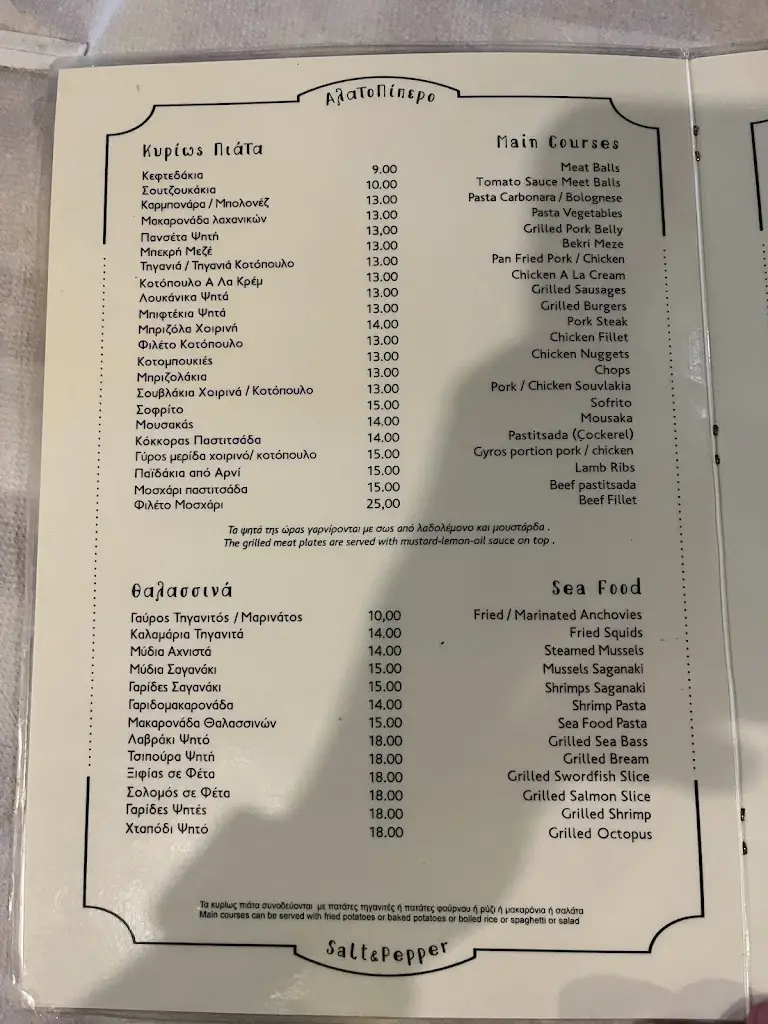 ΑλατοΠίπερο
Κυρίως Πιάτα Main Courses
Κεφτεδάκια 9.00 Meat Balls
Σουτζουκάκια 10,00 Tomato Sauce Meet Balls
Καρμπονάρα / Μπολονέζ 13.00 Pasta Carbonara / Bolognese
Μακαρονάδα λαχανικών 13.00 Pasta Vegetables
Πανσέτα Ψητή 13,00 Grilled Pork Belly
Μπεκρή Μεζέ 13.00 Bekri Meze
Τηγανιά / Τηγανιά Κοτόπουλο 13.00 Pan Fried Pork / Chicken
Κοτόπουλο Α Λα Κρέμ 13.00 Chicken A La Cream
Λουκάνικα Ψητά 13.00 Grilled Sausages
Μπιφτέκια Ψητά 13.00 Grilled Burgers
Μπριζόλα Χοιρινή 14.00 Pork Steak
Φιλέτο Κοτόπουλο 13.00 Chicken Fillet
Κοτομπουκιές 13.00 Chicken Nuggets
Μπριζολάκια 13.00 Chops
Σουβλάκια Χοιρινά / Κοτόπουλο 13.00 Pork / Chicken Souvlakia
Σοφρίτο 15.00 Sofrito
Μουσακάς 14.00 Mousaka
Κόκκορας Παστιτσάδα 14.00 Pastitsada (Cockerel)
Γύρος μερίδα χοιρινό/ κοτόπουλο 15.00 Gyros portion pork / chicken
Παϊδάκια από Αρνί 15.00 Lamb Ribs
Μοσχάρι παστιτσάδα 15.00 Beef pastitsada
Φιλέτο Μοσχάρι 25,00 Beef Fillet
Τα ψητά της ώρας γαρνίρονται με σως από λαδολέμονο και μουστάρδα .
The grilled meat plates are served with mustard-lemon-oil sauce on top .
Θαλασσινά Sea Food
Γαύρος Τηγανιτός / Μαρινάτος 10,00 Fried / Marinated Anchovies
Καλαμάρια Τηγανιτά 14.00 Fried Squids
Μύδια Αχνιστά 14.00 Steamed Mussels
Μύδια Σαγανάκι 15.00 Mussels Saganaki
Γαρίδες Σαγανάκι 15.00 Shrimps Saganaki
Γαριδομακαρονάδα 14.00 Shrimp Pasta
Μακαρονάδα Θαλασσινών 15.00 Sea Food Pasta
Λαβράκι Ψητό 18.00 Grilled Sea Bass
Τσιπούρα Ψητή 18.00 Grilled Bream
Ξιφίας σε Φέτα 18.00 Grilled Swordfish Slice
Σολομός σε Φέτα 18.00 Grilled Salmon Slice
Γαρίδες Ψητές 18.00 Grilled Shrimp
Χταπόδι Ψητό 18.00 Grilled Octopus
Τα κυρίως πιάτα συνοδεύονται με πατάτες τηγανιτές ή πατάτες φούρνου ή ρύζι ή μακαρόνια ή σαλάτα
Main courses can be served with fried potatoes or baked potatoes or boiled rice or spaghetti or salad
Salt&Pepper